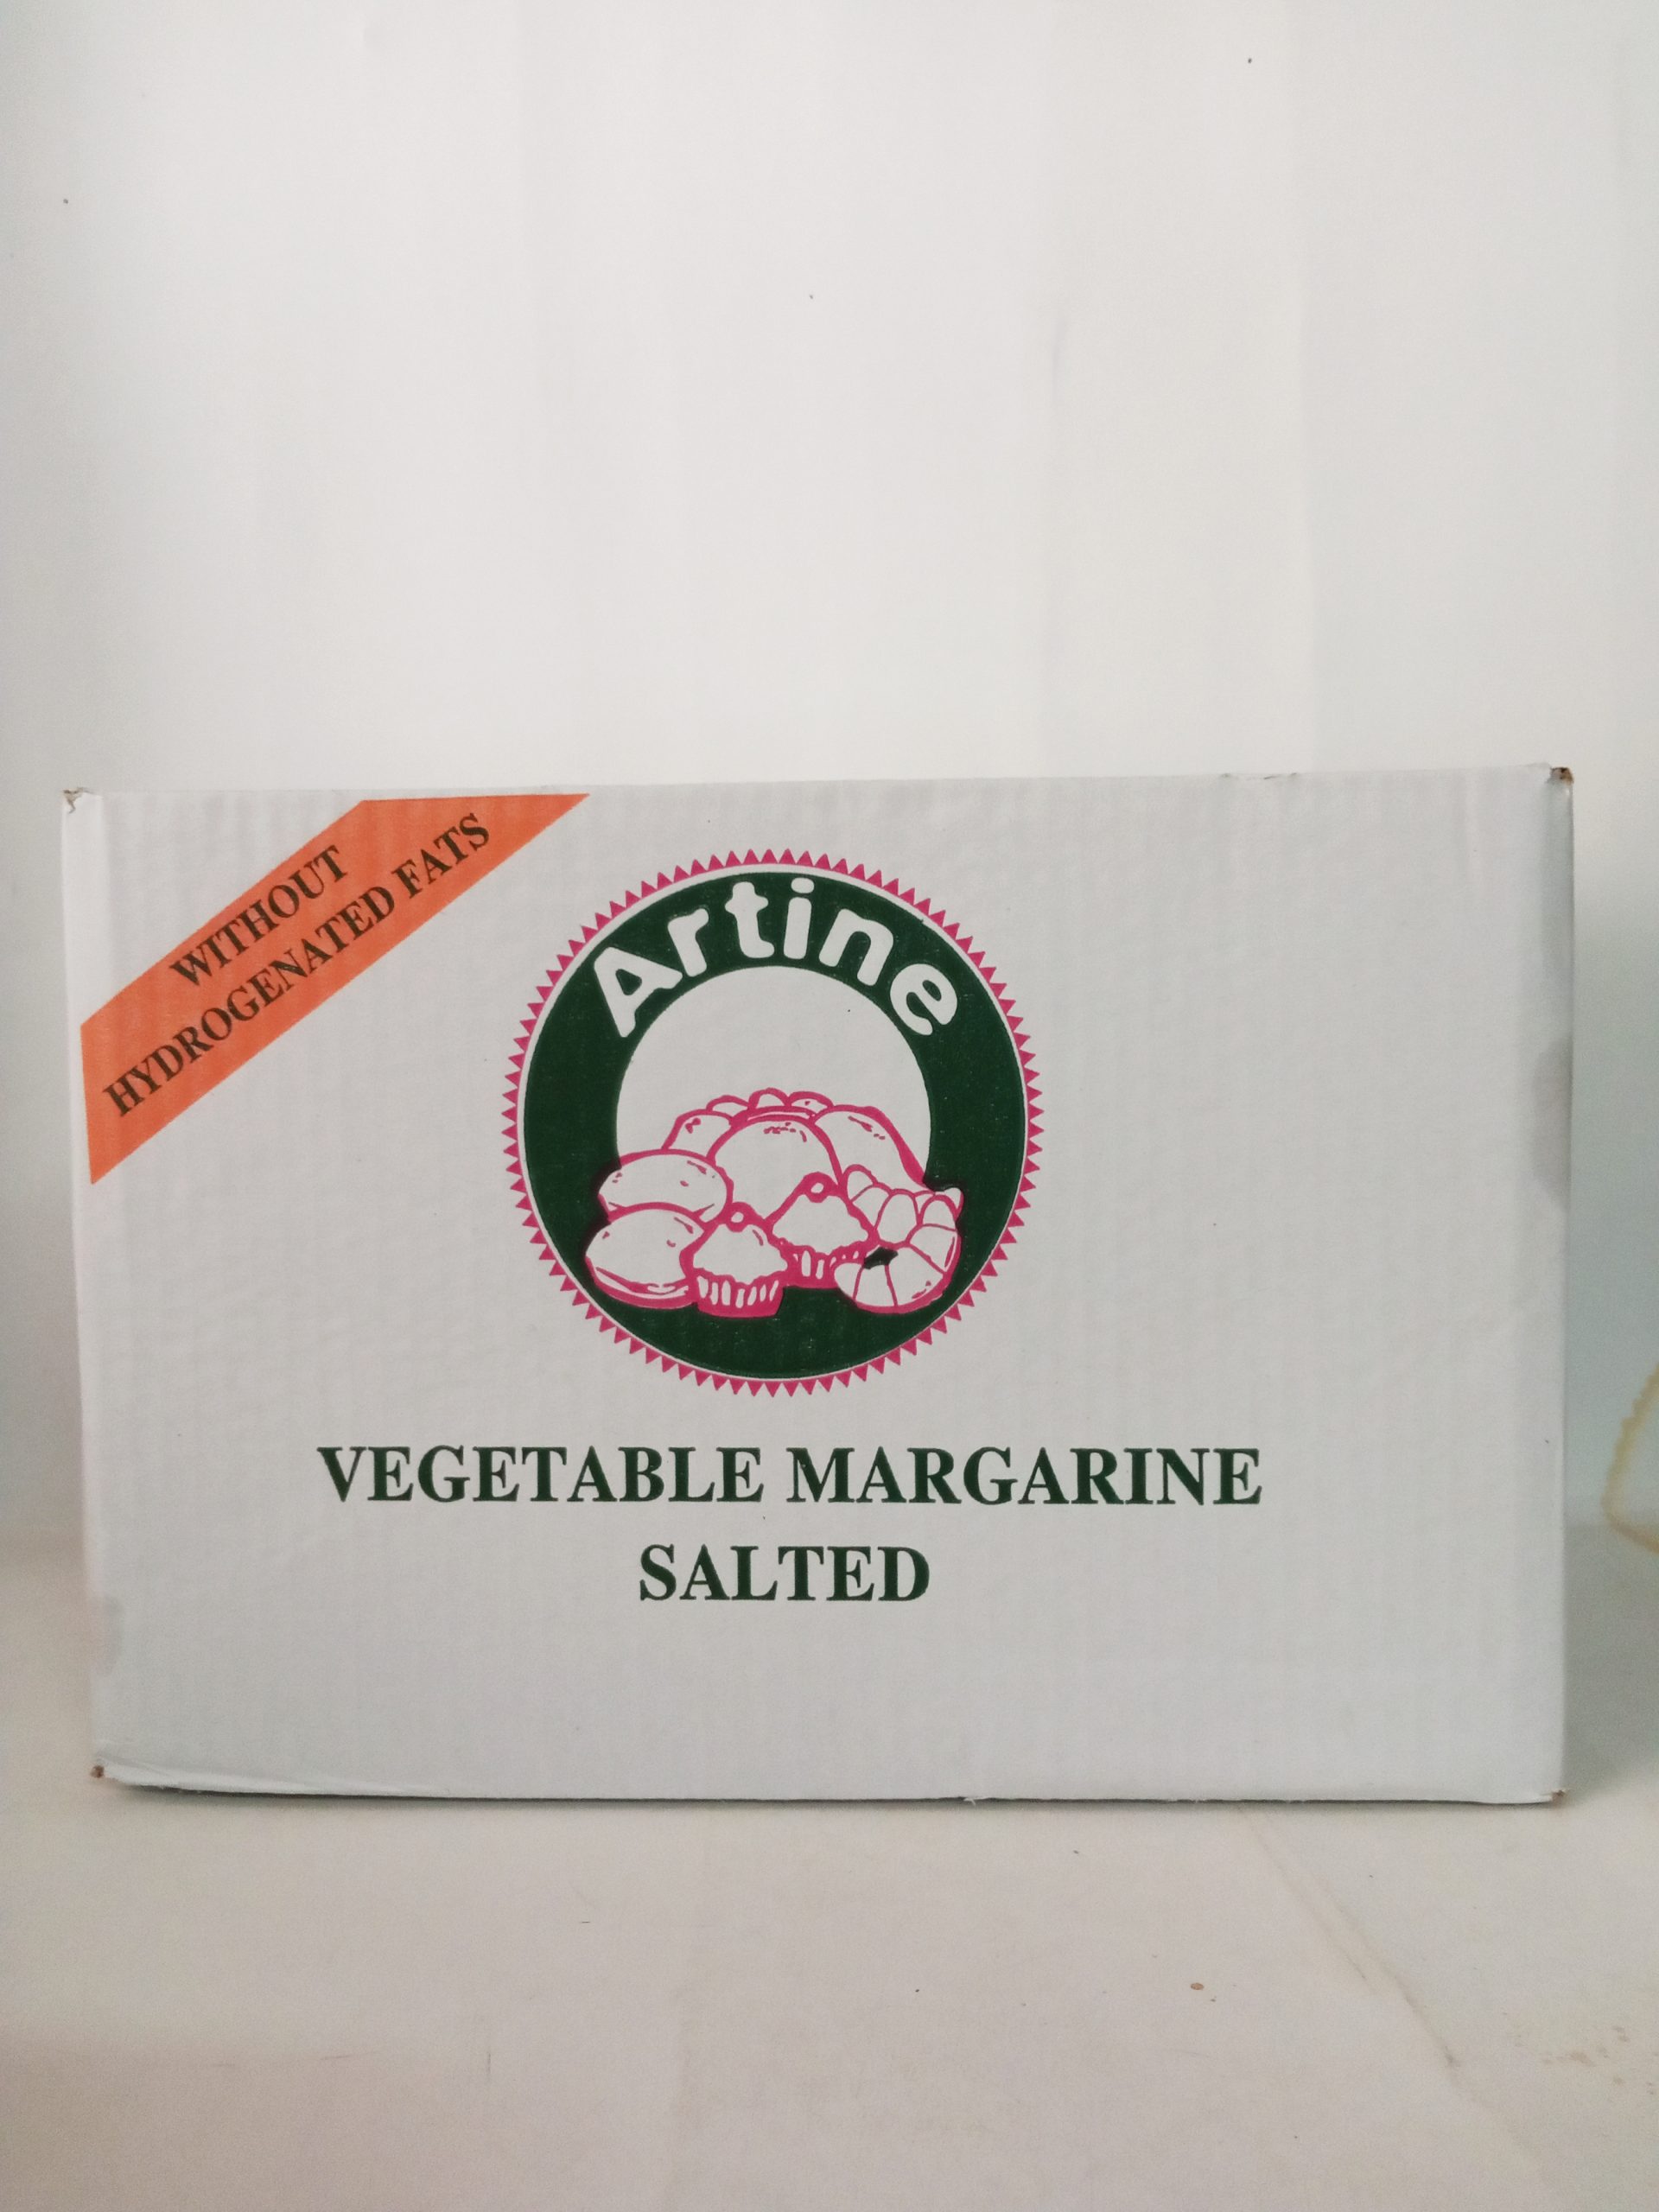 WITHOUT
HYDROGENATED FATS
Artine
VEGETABLE MARGARINE
SALTED